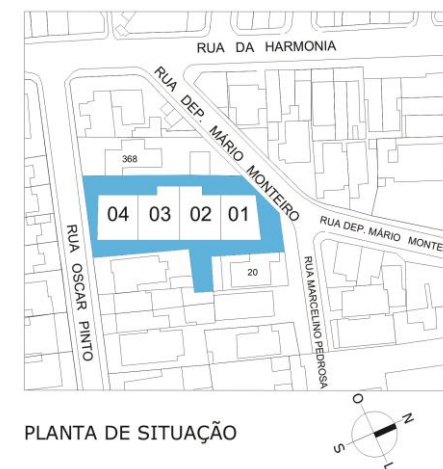 RUA DA HARMONIA
RUA DEP. MÁRIO MONTEIRO
368
04 03 02 01
RUA DEP. MÁRIO MONTE
RUA OSCAR PINTO
20
RUA MARCELINO PEDROSA
PLANTA DE SITUAÇÃO
O
N
S
L